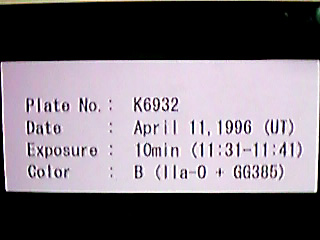 Plate No.: K6932
Date : April 11,1996 (UT)
Exposure : 10min (11:31-11:41)
Color : B (IIa-O + GG385)